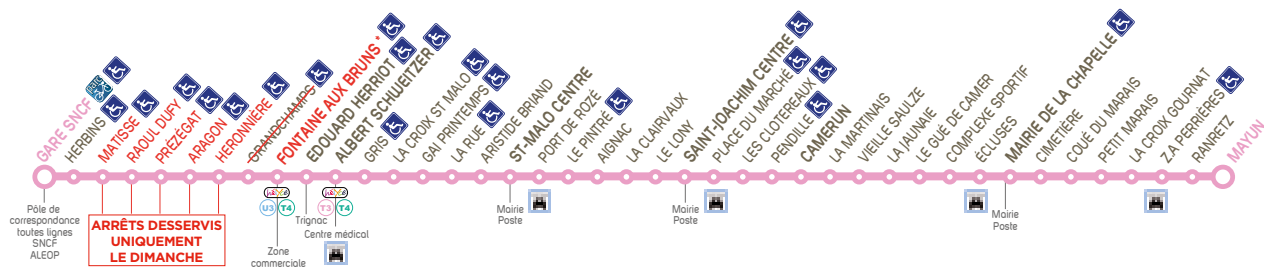 GARE SNCF
HERBINS
MATISSE
RAOUL DUFY
PRÉZÉGAT
ARAGON
HERONNIÈRE
GRANDCHAMPS
FONTAINE AUX BRUNS *
EDOUARD HERRIOT
ALBERT SCHWEITZER
GRIS
LA CROIX ST MALO
GAI PRINTEMPS
LA RUE
ARISTIDE BRIAND
ST-MALO CENTRE
PORT DE ROZÉ
LE PINTRÉ
AIGNAC
LA CLAIRVAUX
LE LONY
SAINT-JOACHIM CENTRE
PLACE DU MARCHÉ
LES CLOTEREAUX
PENDILLE
CAMERUN
LA MARTINAIS
VIEILLE SAULZE
LA JAUNAIE
LE GUÉ DE CAMER
COMPLEXE SPORTIF
ÉCLUSES
MAIRIE DE LA CHAPELLE
CIMETIÈRE
COUÉ DU MARAIS
PETIT MARAIS
LA CROIX GOURNAT
Z.A PERRIÈRES
RANRETZ
MAYUN
Pôle de
correspondance
toutes lignes
SNCF
ALEOP
ARRÊTS DESSERVIS
UNIQUEMENT
LE DIMANCHE
hélYcé
U3 T4
Zone
commerciale
Trignac
hélYcé
T3 T4
Centre médical
Mairie
Poste
Mairie
Poste
Mairie
Poste